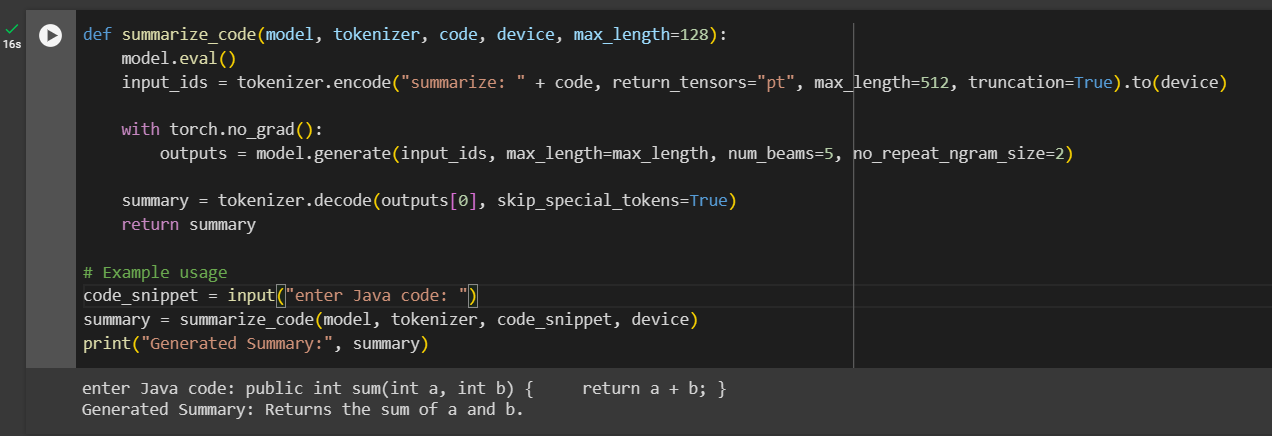 16s
def summarize_code(model, tokenizer, code, device, max_length=128):
    model.eval()
    input_ids = tokenizer.encode("summarize: " + code, return_tensors="pt", max_length=512, truncation=True).to(device)
    with torch.no_grad():
        outputs = model.generate(input_ids, max_length=max_length, num_beams=5, no_repeat_ngram_size=2)
    summary = tokenizer.decode(outputs[0], skip_special_tokens=True)
    return summary
# Example usage
code_snippet = input("enter Java code: ")
summary = summarize_code(model, tokenizer, code_snippet, device)
print("Generated Summary:", summary)
enter Java code: public int sum(int a, int b) {     return a + b; }
Generated Summary: Returns the sum of a and b.